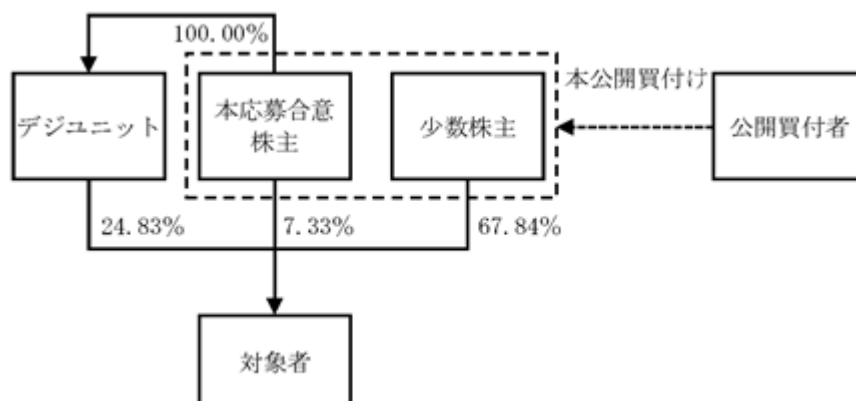 100.00%
本公開買付け
デジユニット
本応募合意
株主
少数株主
公開買付者
24.83%
7.33%
67.84%
対象者